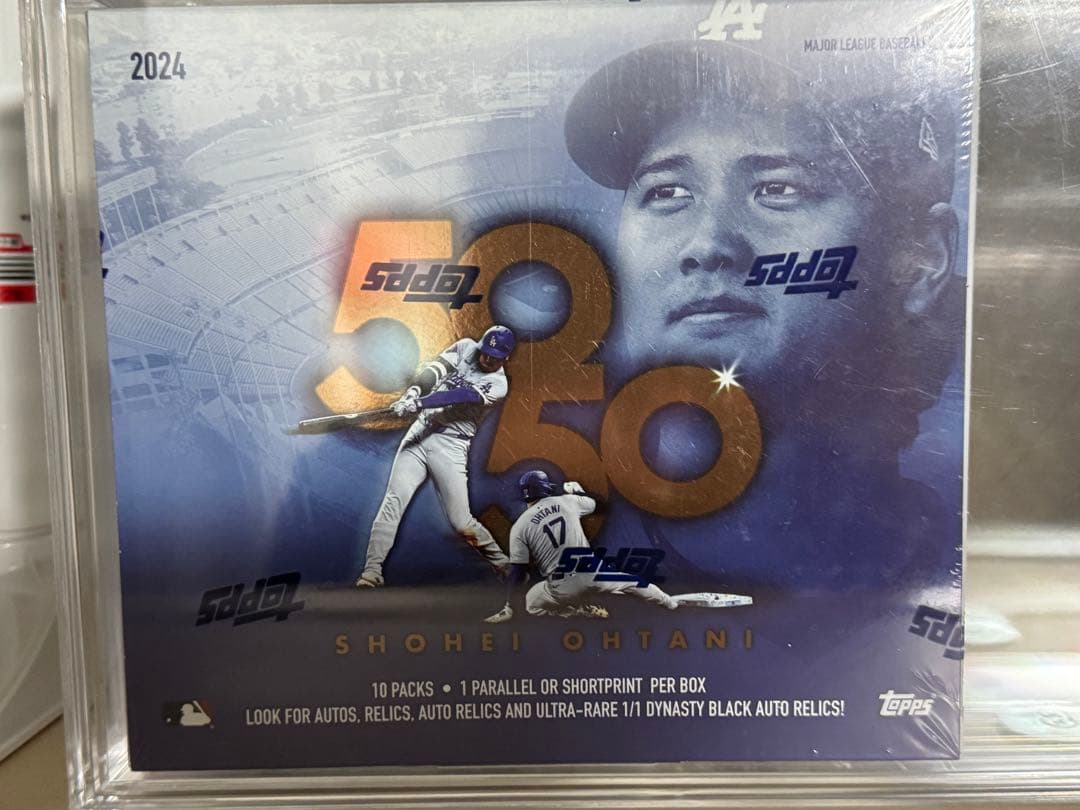 LA
2024
MAJOR LEAGUE BASEBALL
50
Topps
Topps
50
OHTANI
17
Topps
Topps
Topps
SHOHEI OHTANI
10 PACKS • 1 PARALLEL OR SHORTPRINT PER BOX
LOOK FOR AUTOS, RELICS, AUTO RELICS AND ULTRA-RARE 1/1 DYNASTY BLACK AUTO RELICS!
Topps